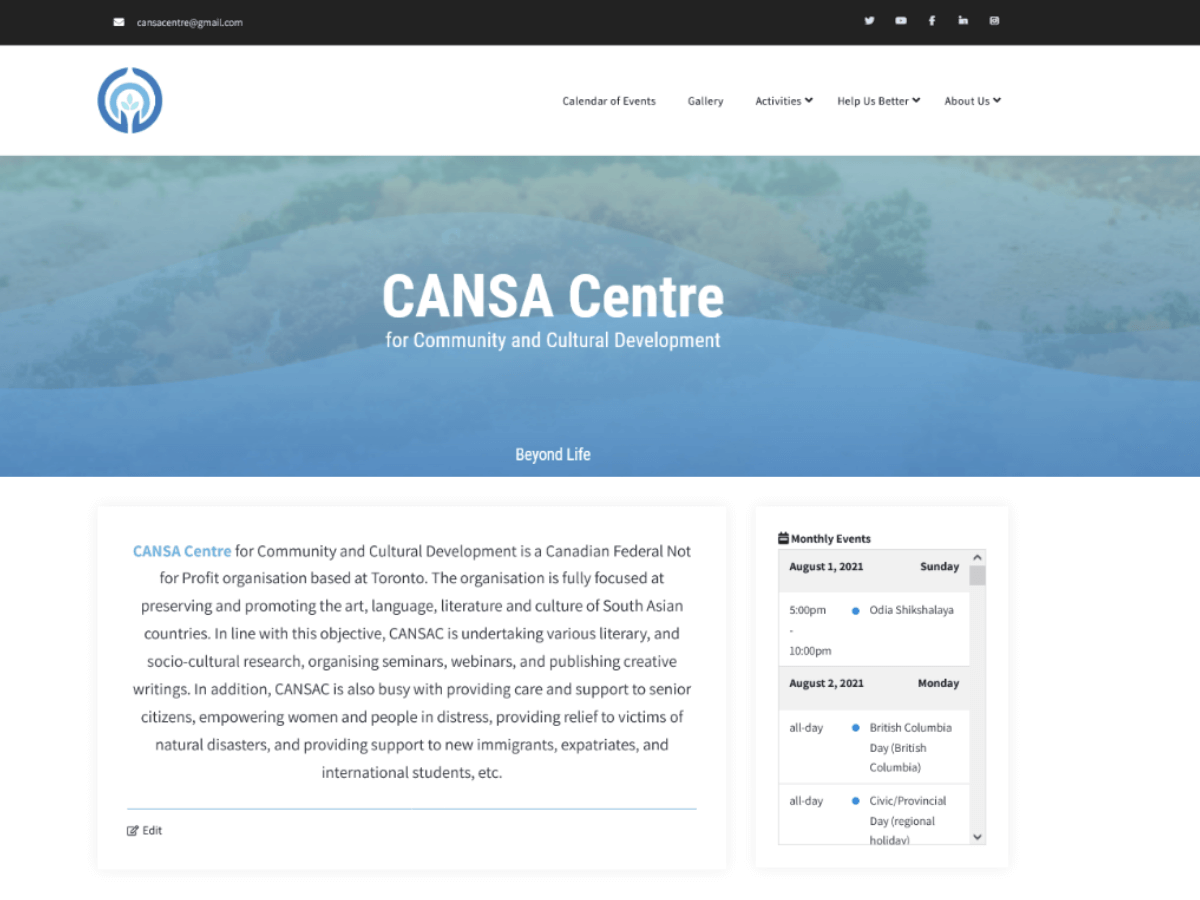 cansacentre@gmail.com
Calendar of Events
Gallery
Activities
Help Us Better
About Us
CANSA Centre
for Community and Cultural Development
Beyond Life
CANSA Centre for Community and Cultural Development is a Canadian Federal Not
for Profit organisation based at Toronto. The organisation is fully focused at
preserving and promoting the art, language, literature and culture of South Asian
countries. In line with this objective, CANSAC is undertaking various literary, and
socio-cultural research, organising seminars, webinars, and publishing creative
writings. In addition, CANSAC is also busy with providing care and support to senior
citizens, empowering women and people in distress, providing relief to victims of
natural disasters, and providing support to new immigrants, expatriates, and
international students, etc.
Edit
Monthly Events
August 1, 2021 Sunday
5:00pm Odia Shikshalaya
-
10:00pm
August 2, 2021 Monday
all-day British Columbia
Day (British
Columbia)
all-day Civic/Provincial
Day (regional
holiday)